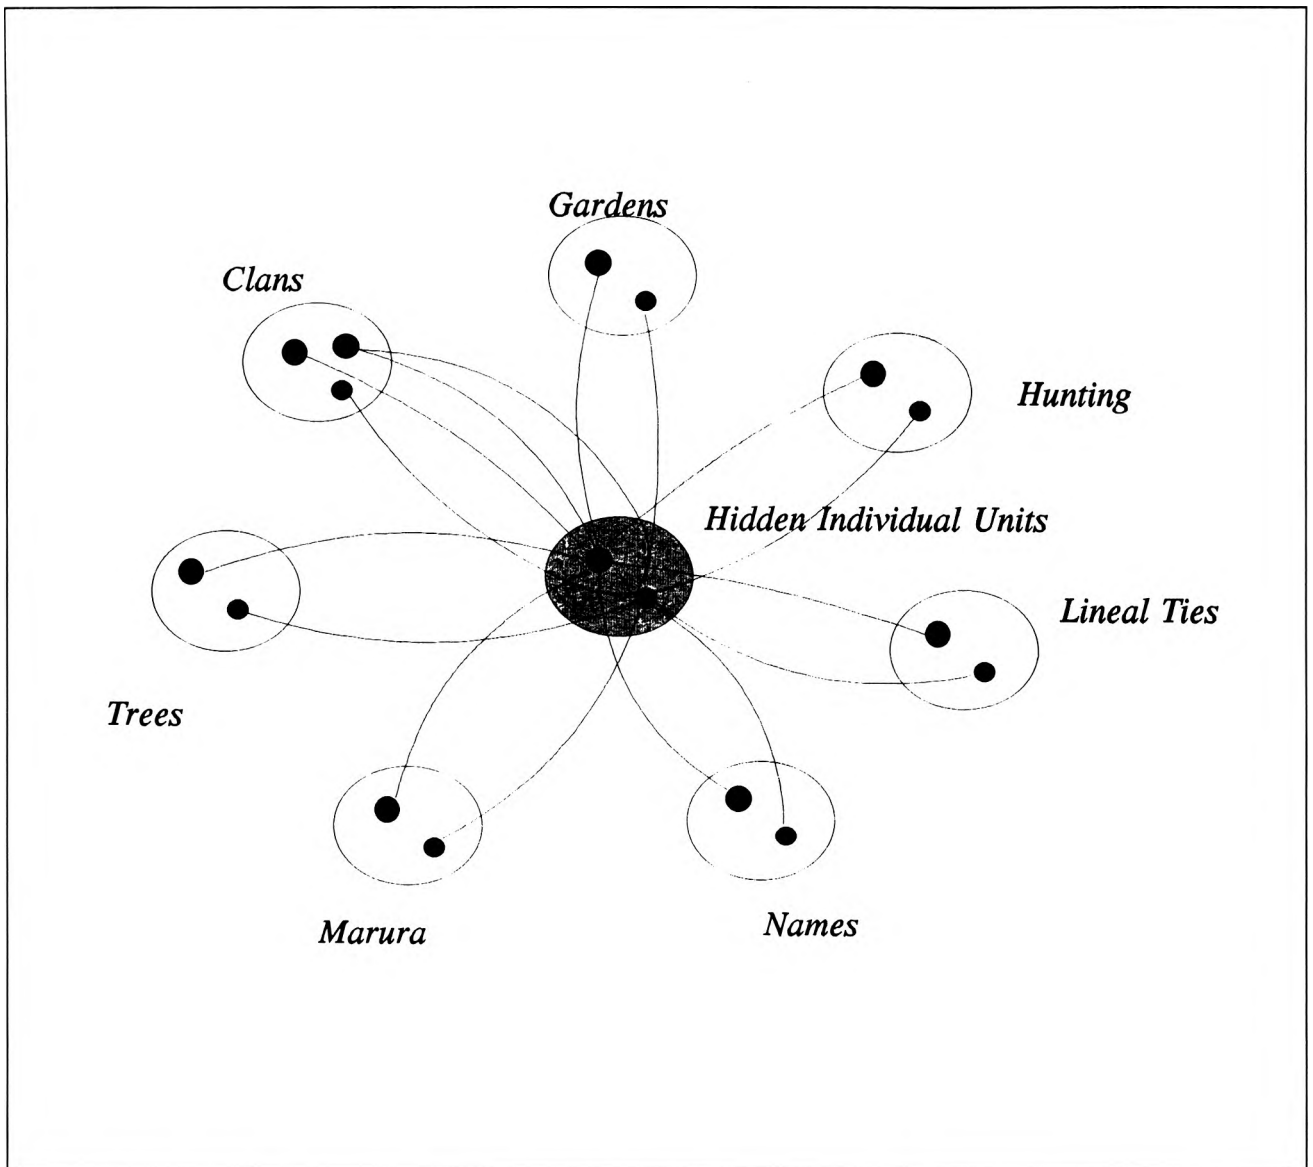 Gardens
Clans
Hunting
Hidden Individual Units
Lineal Ties
Trees
Marura
Names